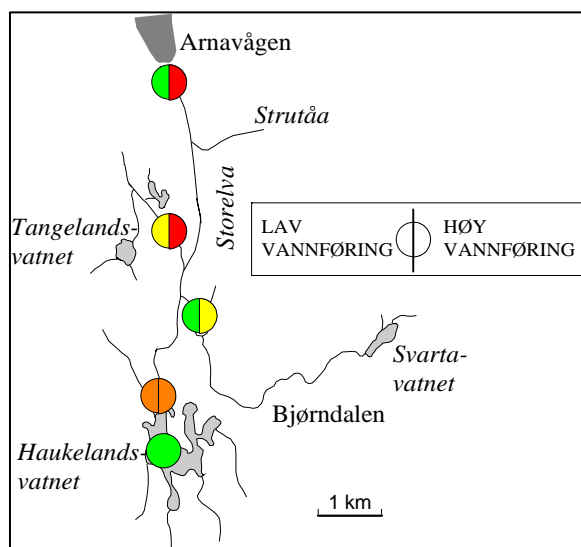 Arnavågen
Strutåa
Storelva
Tangelands-
vatnet
LAV
VANNFØRING
HØY
VANNFØRING
Svarta-
vatnet
Bjørndalen
Haukelands-
vatnet
1 km